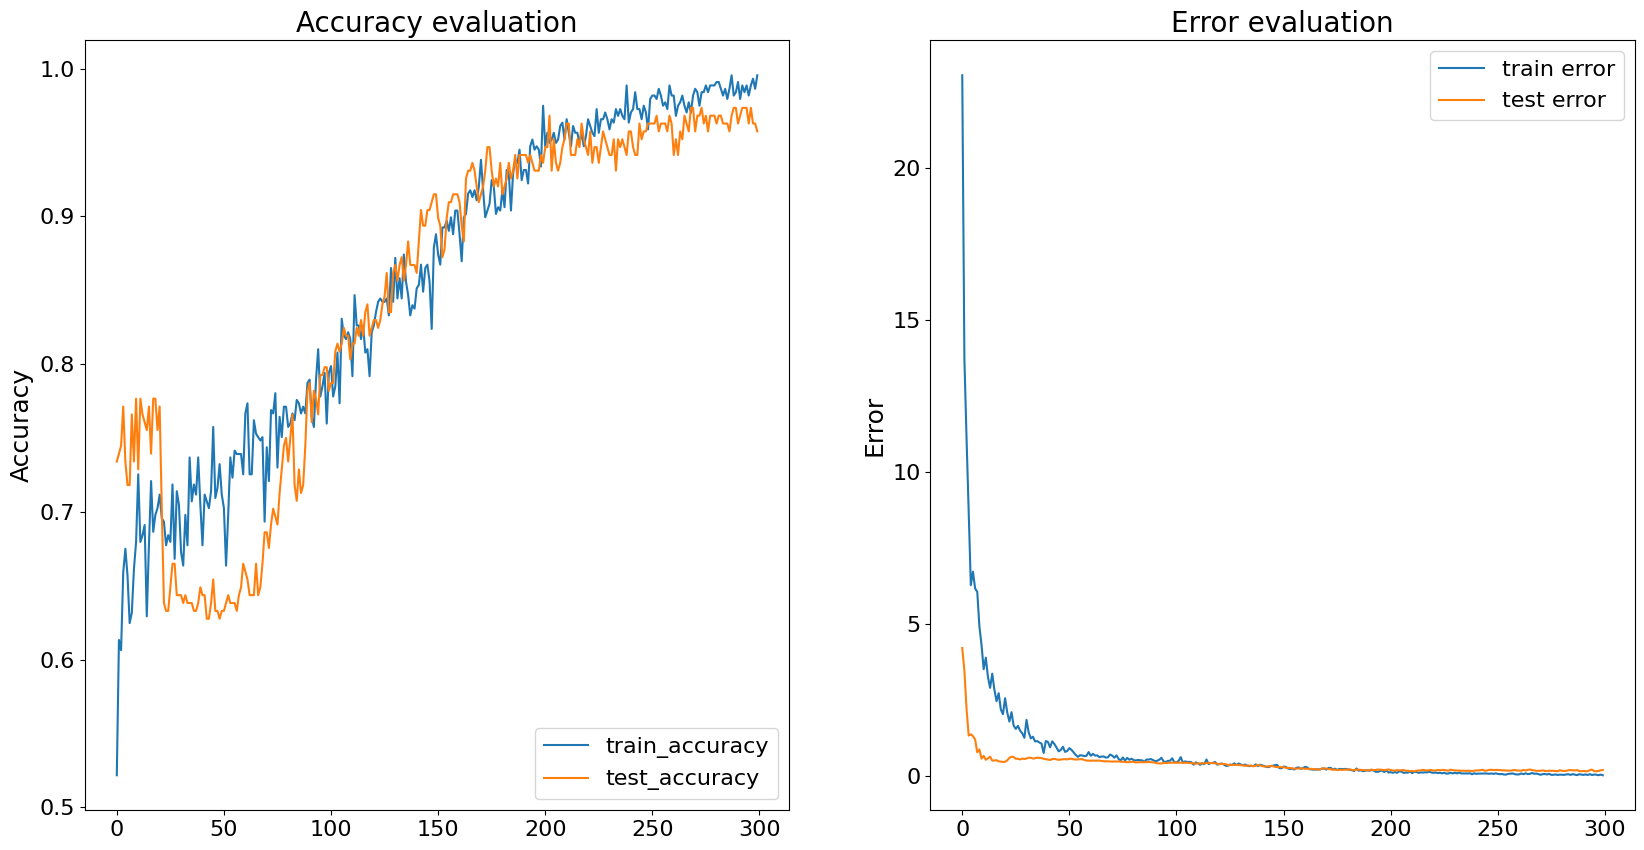 Accuracy evaluation
Accuracy
1.0
0.9
0.8
0.7
0.6
0.5
0 50 100 150 200 250 300
train_accuracy
test_accuracy
Error evaluation
Error
20
15
10
5
0
0 50 100 150 200 250 300
train error
test error